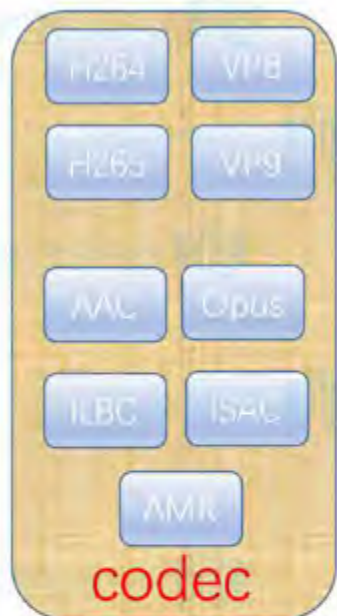 H264 VP8
H265 VP9
AAC Opus
ILBC ISAC
AMR
codec